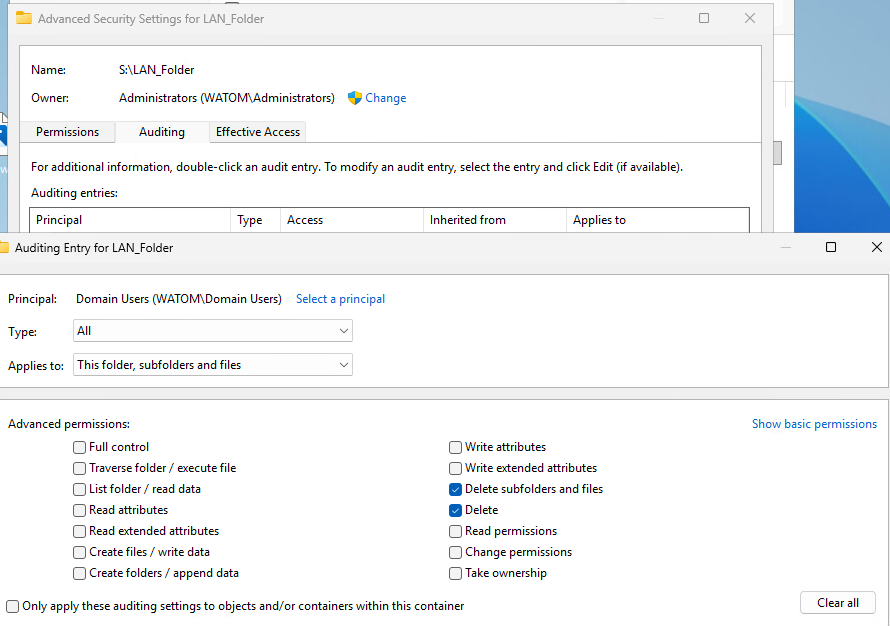 Advanced Security Settings for LAN_Folder
Name: S:\LAN_Folder
Owner: Administrators (WATOM\Administrators) Change
Permissions Auditing Effective Access
For additional information, double-click an audit entry. To modify an audit entry, select the entry and click Edit (if available).
Auditing entries:
Principal Type Access Inherited from Applies to
Auditing Entry for LAN_Folder
Principal: Domain Users (WATOM\Domain Users) Select a principal
Type: All
Applies to: This folder, subfolders and files
Advanced permissions: Show basic permissions
Full control Write attributes
Traverse folder / execute file Write extended attributes
List folder / read data Delete subfolders and files
Read attributes Delete
Read extended attributes Read permissions
Create files / write data Change permissions
Create folders / append data Take ownership
Only apply these auditing settings to objects and/or containers within this container Clear all